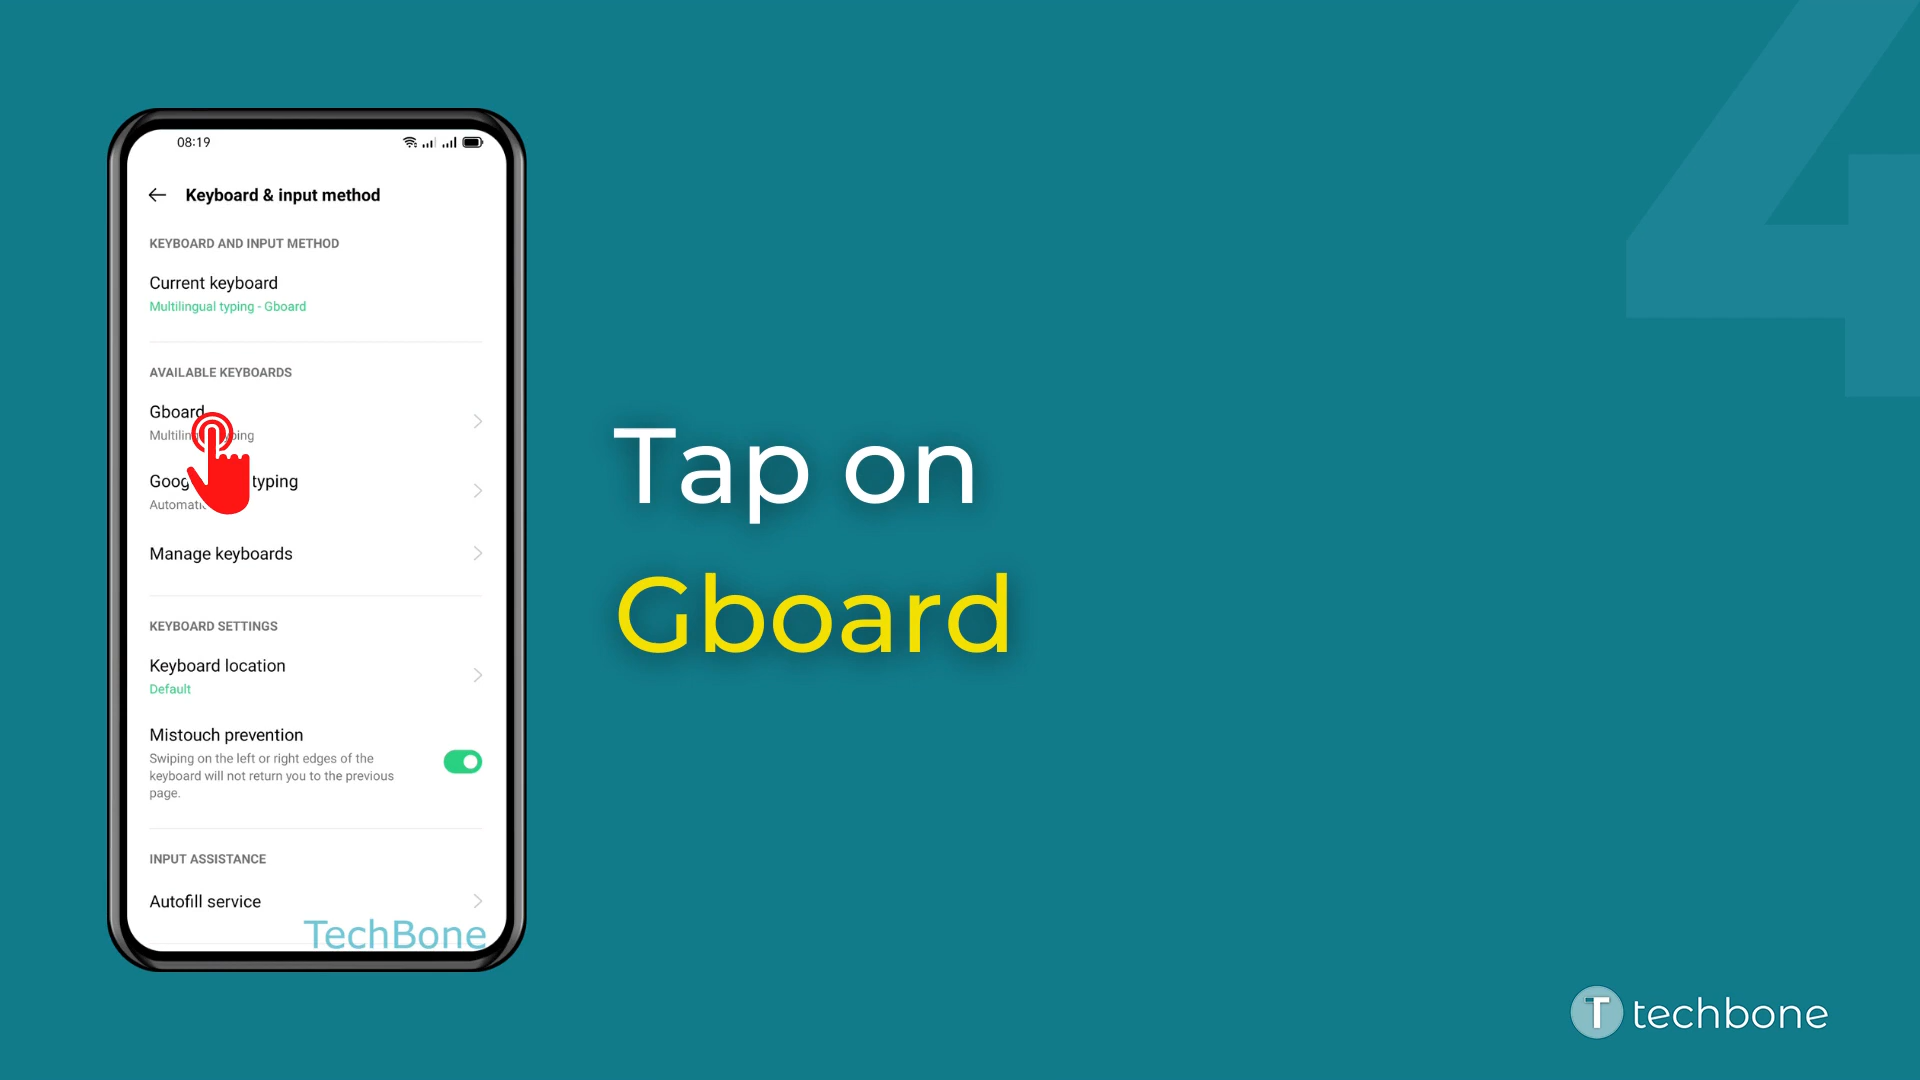 4
08:19
Keyboard & input method
KEYBOARD AND INPUT METHOD
Current keyboard
Multilingual typing - Gboard
AVAILABLE KEYBOARDS
Gboard
Goog typing
Manage keyboards
KEYBOARD SETTINGS
Keyboard location
Default
Mistouch prevention
Swiping on the left or right edges of the
keyboard will not return you to the previous
page.
INPUT ASSISTANCE
Autofill service
TechBone
Tap on
Gboard
T techbone